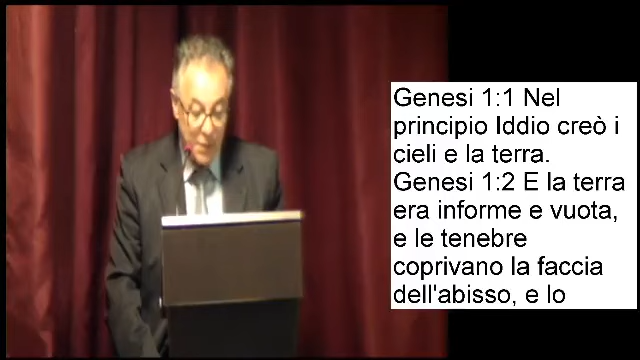 Genesi 1:1 Nel
principio Iddio creò i
cieli e la terra.
Genesi 1:2 E la terra
era informe e vuota,
e le tenebre
coprivano la faccia
dell'abisso, e lo